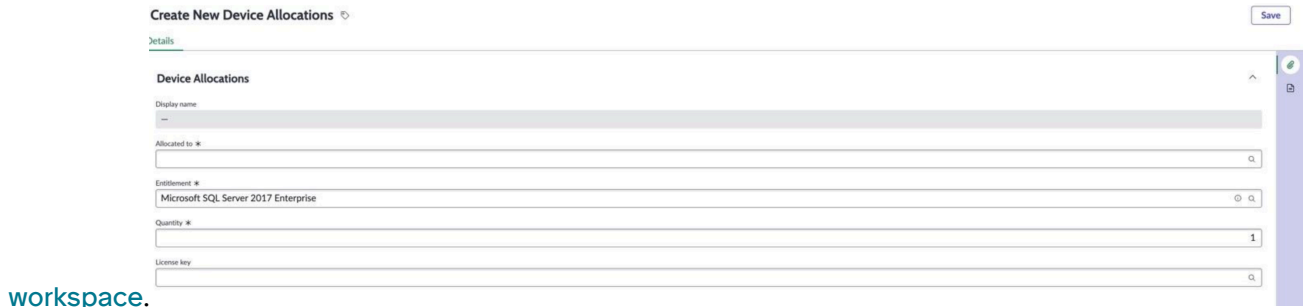 Create New Device Allocations
Save
Details
Device Allocations
Display name
—
Allocated to *
Entitlement *
Microsoft SQL Server 2017 Enterprise
Quantity *
1
License key
workspace.